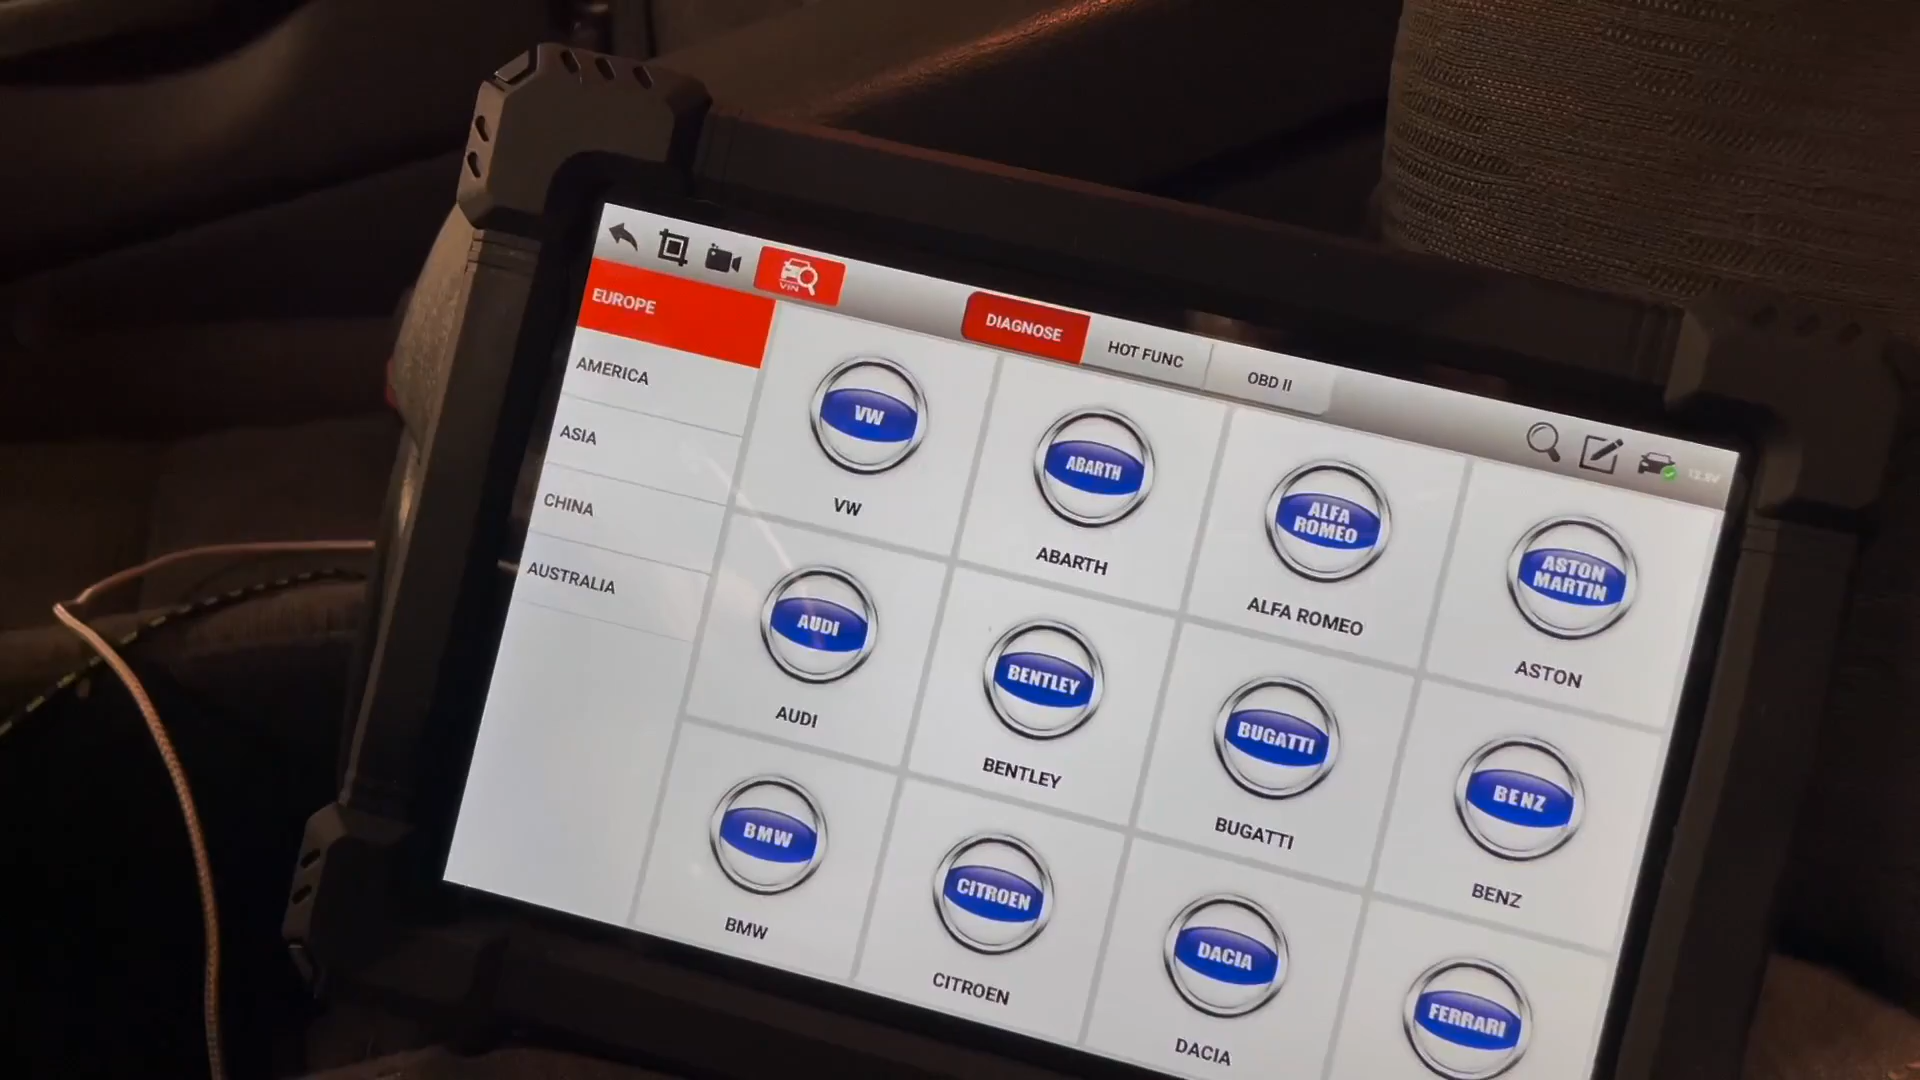 VIN
DIAGNOSE
HOT FUNC
OBD II
EUROPE
AMERICA
ASIA
CHINA
AUSTRALIA
VW
VW
ABARTH
ABARTH
ALFA
ROMEO
ALFA ROMEO
ASTON
MARTIN
ASTON
AUDI
AUDI
BENTLEY
BENTLEY
BUGATTI
BUGATTI
BENZ
BENZ
BMW
BMW
CITROEN
CITROEN
DACIA
DACIA
FERRARI